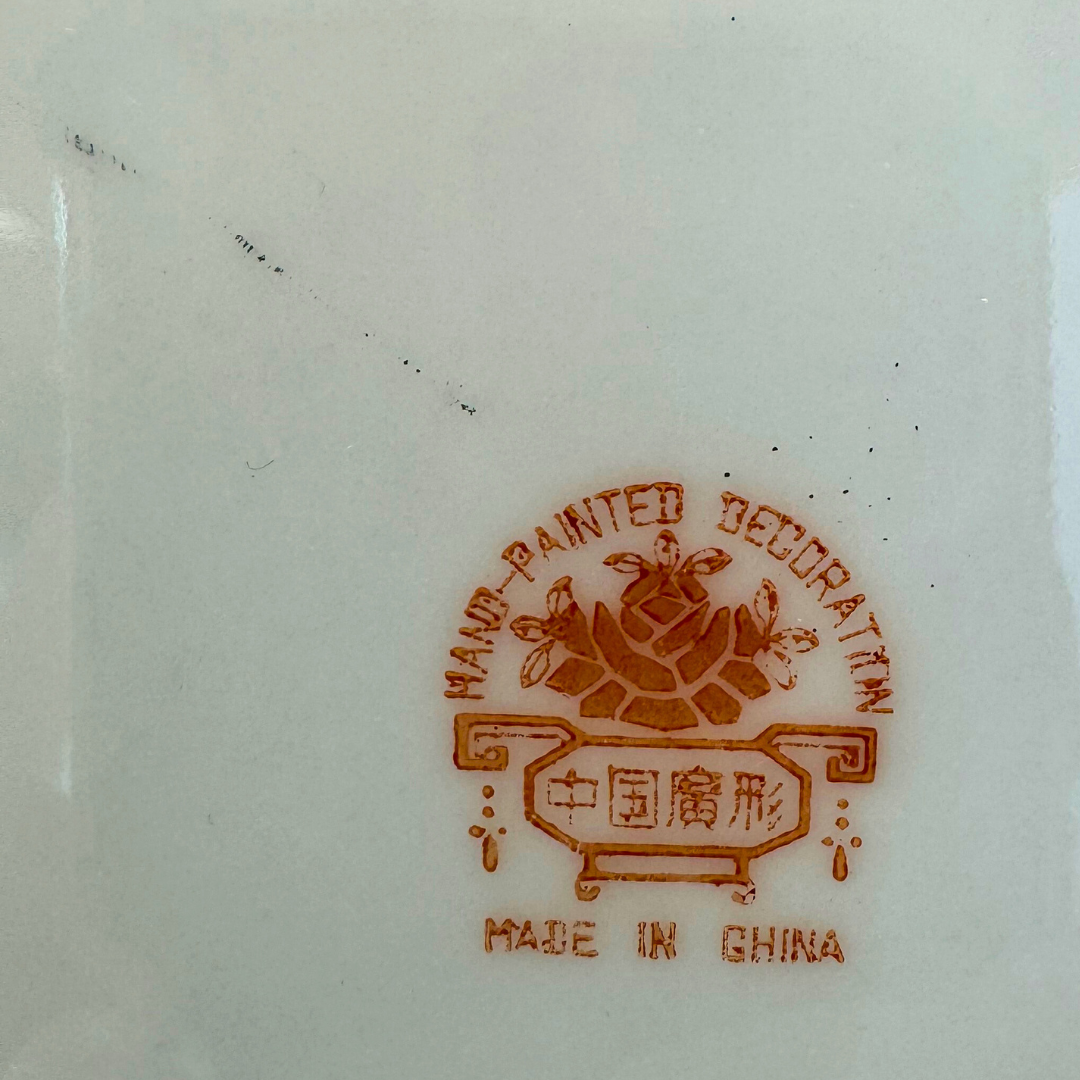 HAND-PAINTED DECORATION
中国廣彩
MADE IN CHINA